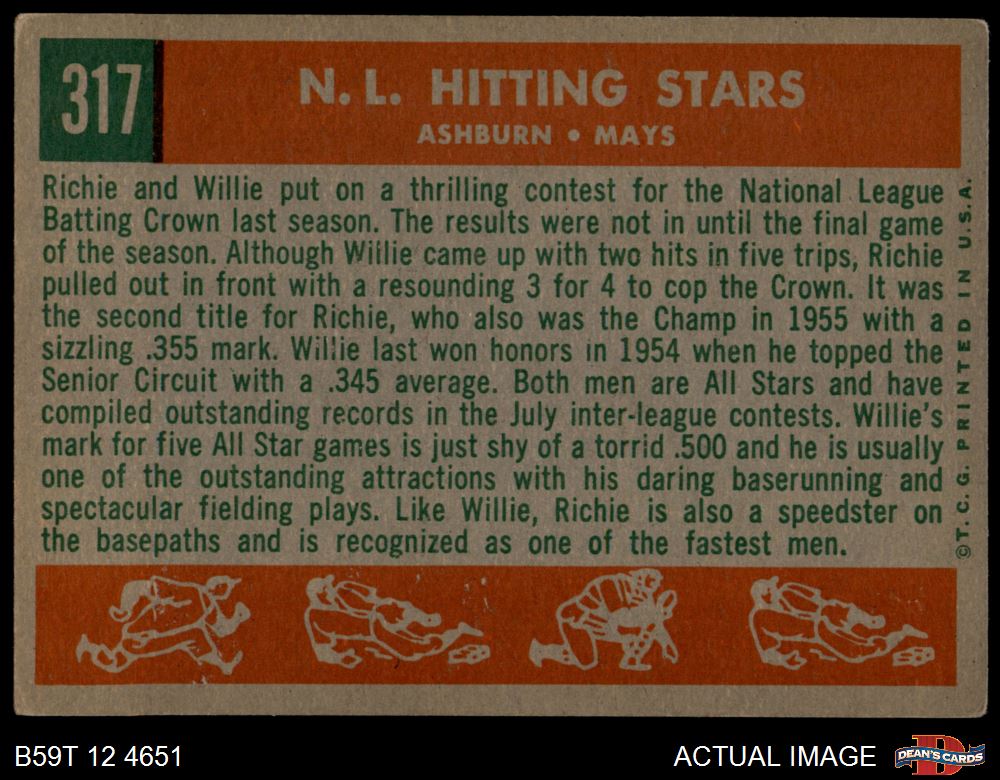 317
N. L. HITTING STARS
ASHBURN • MAYS
Richie and Willie put on a thrilling contest for the National League
Batting Crown last season. The results were not in until the final game
of the season. Although Willie came up with two hits in five trips, Richie
pulled out in front with a resounding 3 for 4 to cop the Crown. It was
the second title for Richie, who also was the Champ in 1955 with a
sizzling .355 mark. Willie last won honors in 1954 when he topped the
Senior Circuit with a .345 average. Both men are All Stars and have
compiled outstanding records in the July inter-league contests. Willie's
mark for five All Star games is just shy of a torrid .500 and he is usually
one of the outstanding attractions with his daring baserunning and
spectacular fielding plays. Like Willie, Richie is also a speedster on
the basepaths and is recognized as one of the fastest men.
©T. C. G. PRINTED IN U.S.A.
B59T 12 4651
ACTUAL IMAGE
D
DEAN'S CARDS